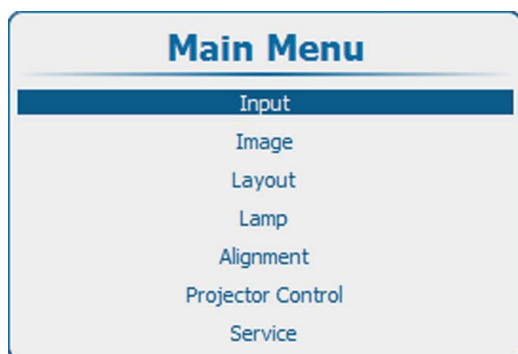 Main Menu
Input
Image
Layout
Lamp
Alignment
Projector Control
Service